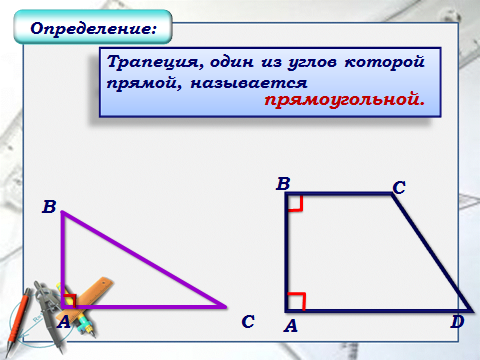 Определение:
Трапеция, один из углов которой
прямой, называется
прямоугольной.
B
A
C
B
C
A
D